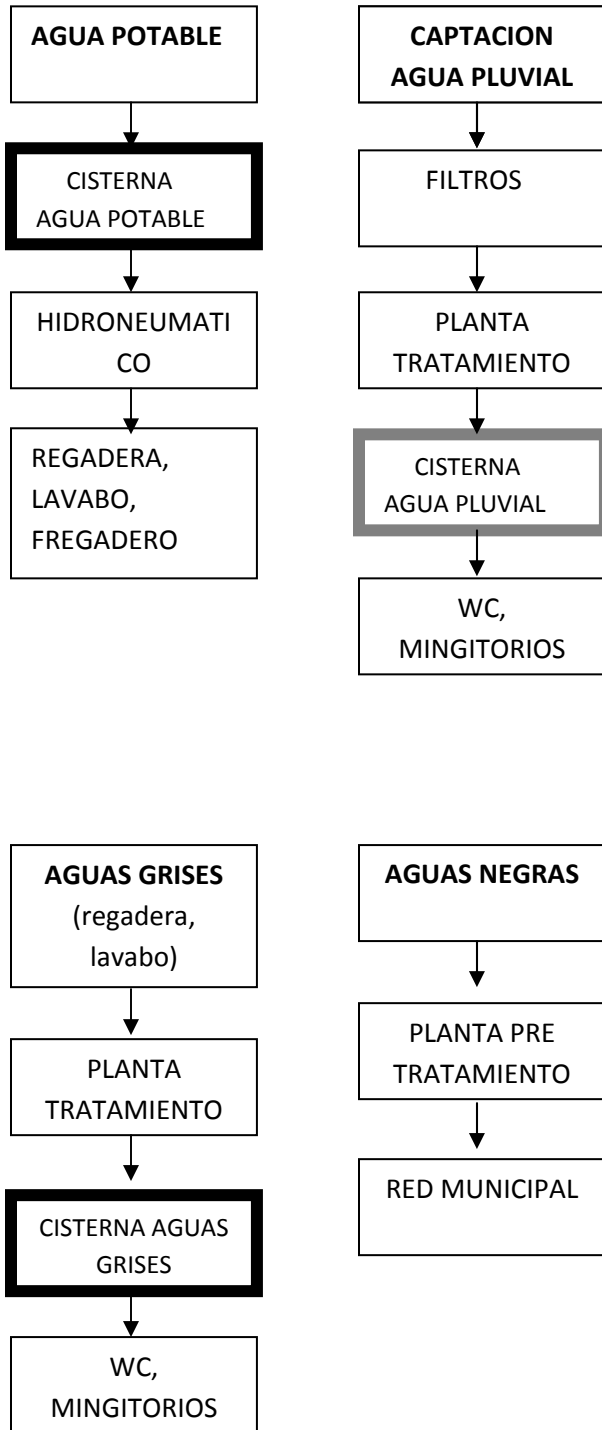 AGUA POTABLE
CISTERNA
AGUA POTABLE
HIDRONEUMATI
CO
REGADERA,
LAVABO,
FREGADERO
CAPTACION
AGUA PLUVIAL
FILTROS
PLANTA
TRATAMIENTO
CISTERNA
AGUA PLUVIAL
WC,
MINGITORIOS
AGUAS GRISES
(regadera,
lavabo)
PLANTA
TRATAMIENTO
CISTERNA AGUAS
GRISES
WC,
MINGITORIOS
AGUAS NEGRAS
PLANTA PRE
TRATAMIENTO
RED MUNICIPAL